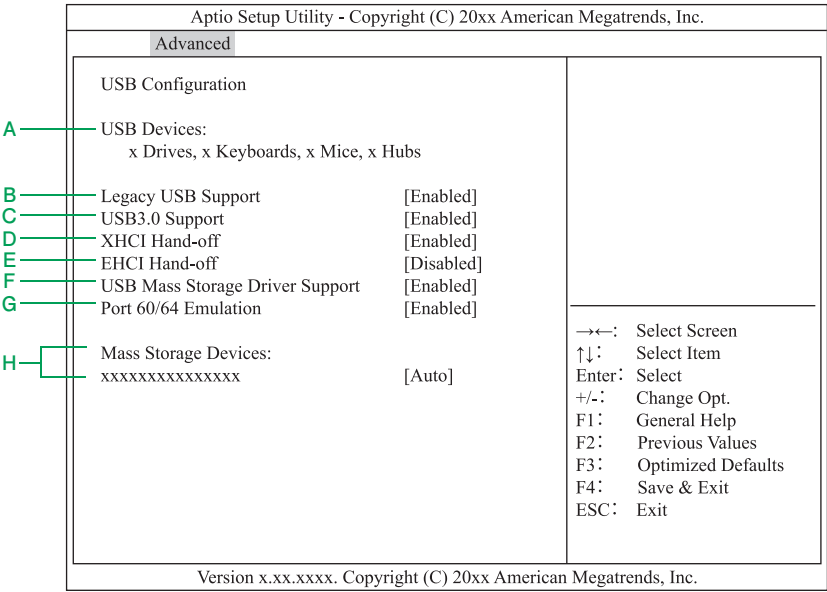 Aptio Setup Utility - Copyright (C) 20xx American Megatrends, Inc.
Advanced
USB Configuration
A USB Devices:
x Drives, x Keyboards, x Mice, x Hubs
B Legacy USB Support [Enabled]
C USB3.0 Support [Enabled]
D XHCI Hand-off [Enabled]
E EHCI Hand-off [Disabled]
F USB Mass Storage Driver Support [Enabled]
G Port 60/64 Emulation [Enabled]
H Mass Storage Devices:
xxxxxxxxxxxxxxx [Auto]
→←: Select Screen
↑↓: Select Item
Enter: Select
+/-: Change Opt.
F1: General Help
F2: Previous Values
F3: Optimized Defaults
F4: Save & Exit
ESC: Exit
Version x.xx.xxxx. Copyright (C) 20xx American Megatrends, Inc.